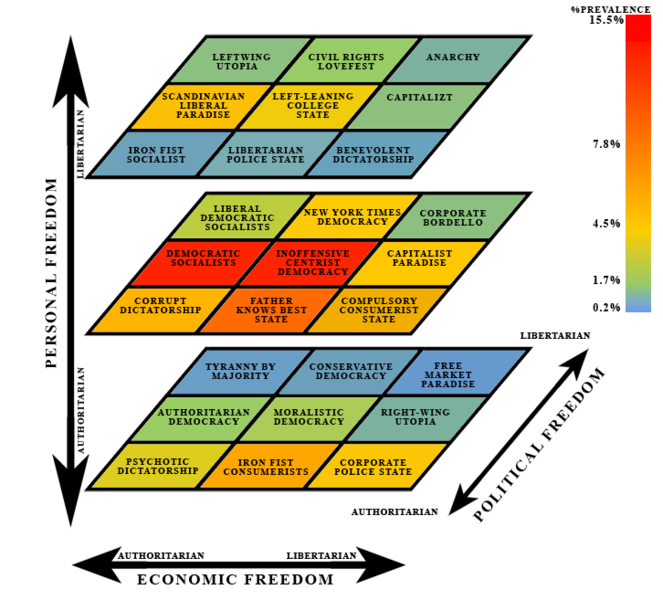 %PREVALENCE
15.5%
LEFTWING
UTOPIA
CIVIL RIGHTS
LOVEFEST
ANARCHY
SCANDINAVIAN
LIBERAL
PARADISE
LEFT-LEANING
COLLEGE
STATE
CAPITALIZT
IRON FIST
SOCIALIST
LIBERTARIAN
POLICE STATE
BENEVOLENT
DICTATORSHIP
7.8%
LIBERAL
DEMOCRATIC
SOCIALISTS
NEW YORK TIMES
DEMOCRACY
CORPORATE
BORDELLO
4.5%
DEMOCRATIC
SOCIALISTS
INOFFENSIVE
CENTRIST
DEMOCRACY
CAPITALIST
PARADISE
1.7%
CORRUPT
DICTATORSHIP
FATHER
KNOWS BEST
STATE
COMPULSORY
CONSUMERIST
STATE
0.2%
TYRANNY BY
MAJORITY
CONSERVATIVE
DEMOCRACY
FREE
MARKET
PARADISE
AUTHORITARIAN
DEMOCRACY
MORALISTIC
DEMOCRACY
RIGHT-WING
UTOPIA
PSYCHOTIC
DICTATORSHIP
IRON FIST
CONSUMERISTS
CORPORATE
POLICE STATE
LIBERTARIAN
PERSONAL FREEDOM
AUTHORITARIAN
LIBERTARIAN
POLITICAL FREEDOM
AUTHORITARIAN
AUTHORITARIAN
LIBERTARIAN
ECONOMIC FREEDOM